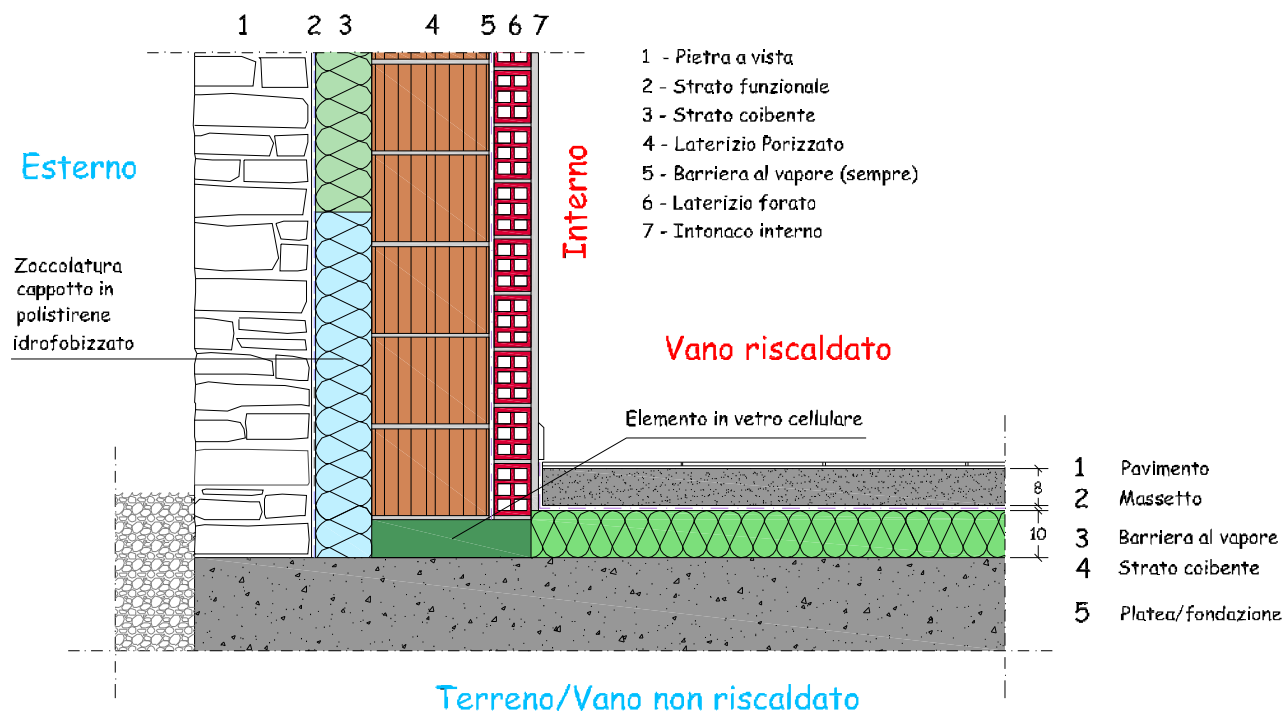 1 2 3 4 5 6 7
1 - Pietra a vista
2 - Strato funzionale
3 - Strato coibente
4 - Laterizio Porizzato
5 - Barriera al vapore (sempre)
6 - Laterizio forato
7 - Intonaco interno
Esterno
Interno
Zoccolatura
cappotto in
polistirene
idrofobizzato
Vano riscaldato
Elemento in vetro cellulare
8
10
1 Pavimento
2 Massetto
3 Barriera al vapore
4 Strato coibente
5 Platea/fondazione
Terreno/Vano non riscaldato